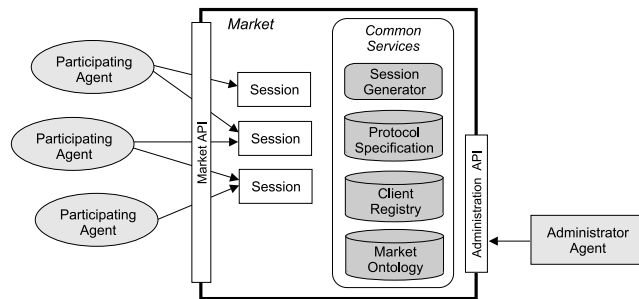 Market
Common
Services
Participating
Agent
Session
Session
Generator
Participating
Agent
Session
Protocol
Specification
Market API
Session
Client
Registry
Participating
Agent
Market
Ontology
Administration API
Administrator
Agent